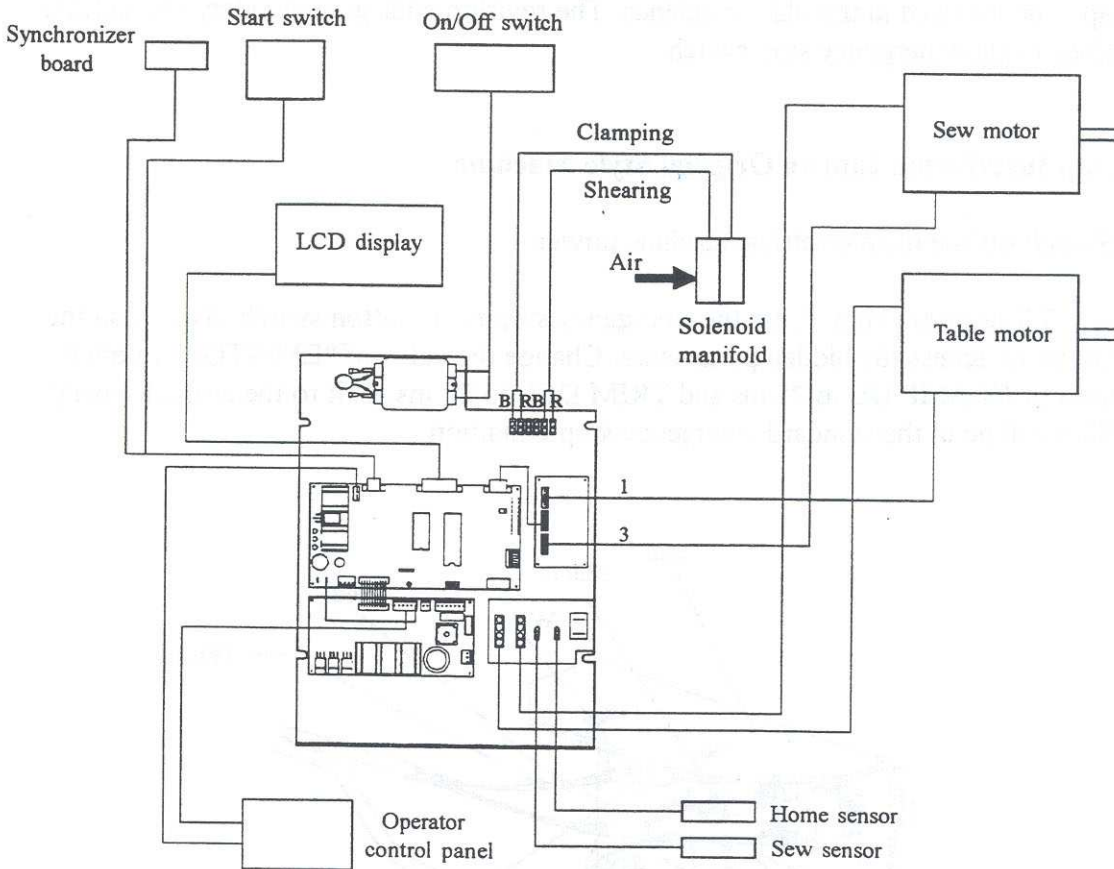 Start switch
On/Off switch
Synchronizer
board
Clamping
Sew motor
Shearing
LCD display
Air
Table motor
Solenoid
manifold
B RB R
1
3
Operator
control panel
Home sensor
Sew sensor